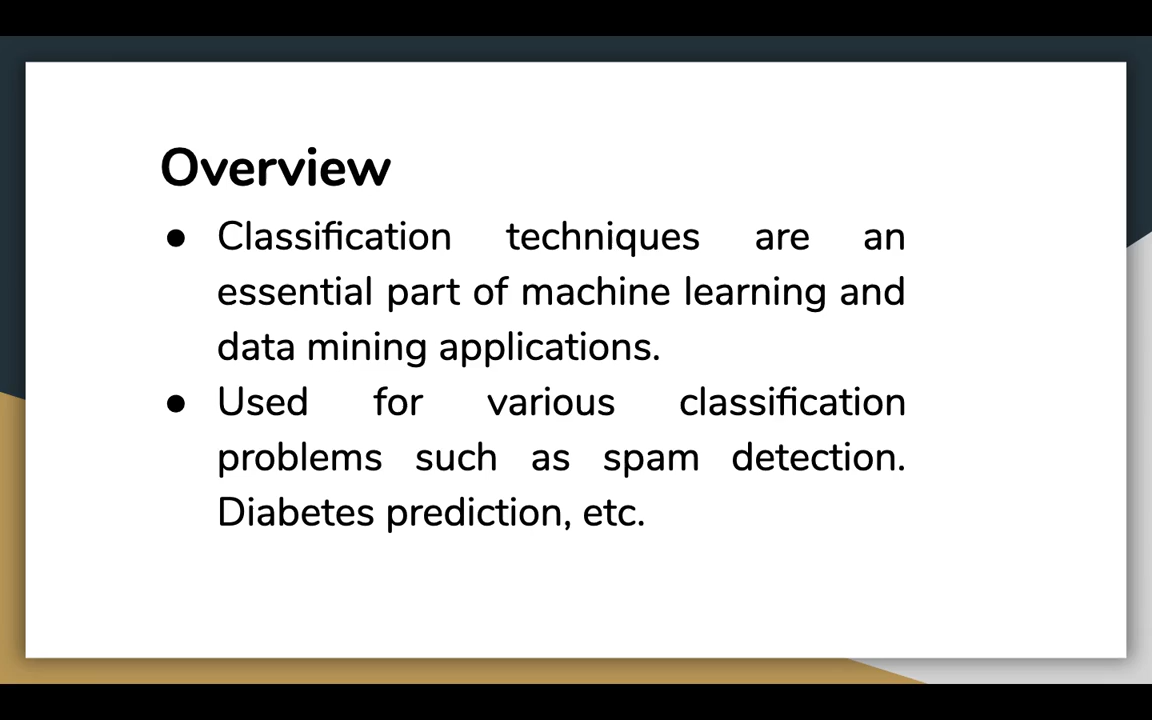 Overview
● Classification techniques are an
essential part of machine learning and
data mining applications.
● Used for various classification
problems such as spam detection.
Diabetes prediction, etc.